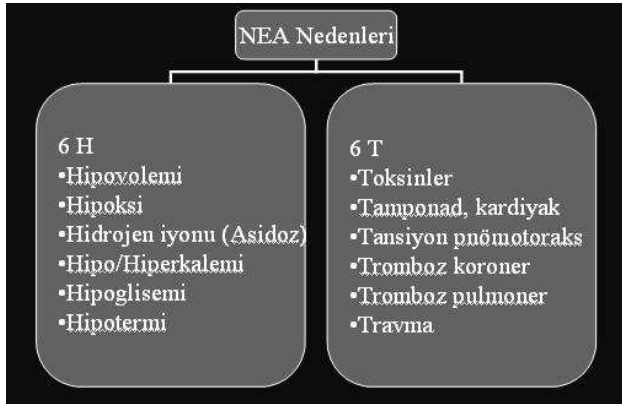 NEA Nedenleri
6 H
•Hipovolemi
•Hipoksi
•Hidrojen iyonu (Asidoz)
•Hipo/Hiperkalemi
•Hipoglisemi
•Hipotermi
6 T
•Toksinler
•Tamponad, kardiyak
•Tansiyon pnömotoraks
•Tromboz koroner
•Tromboz pulmoner
•Travma